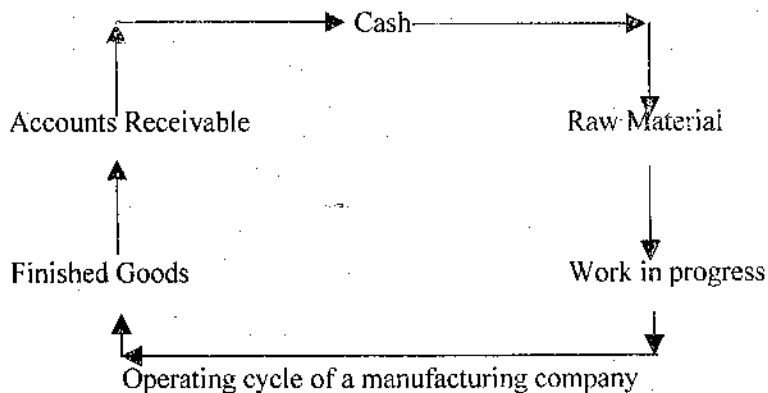 Cash
Accounts Receivable Raw Material
Finished Goods Work in progress
Operating cycle of a manufacturing company